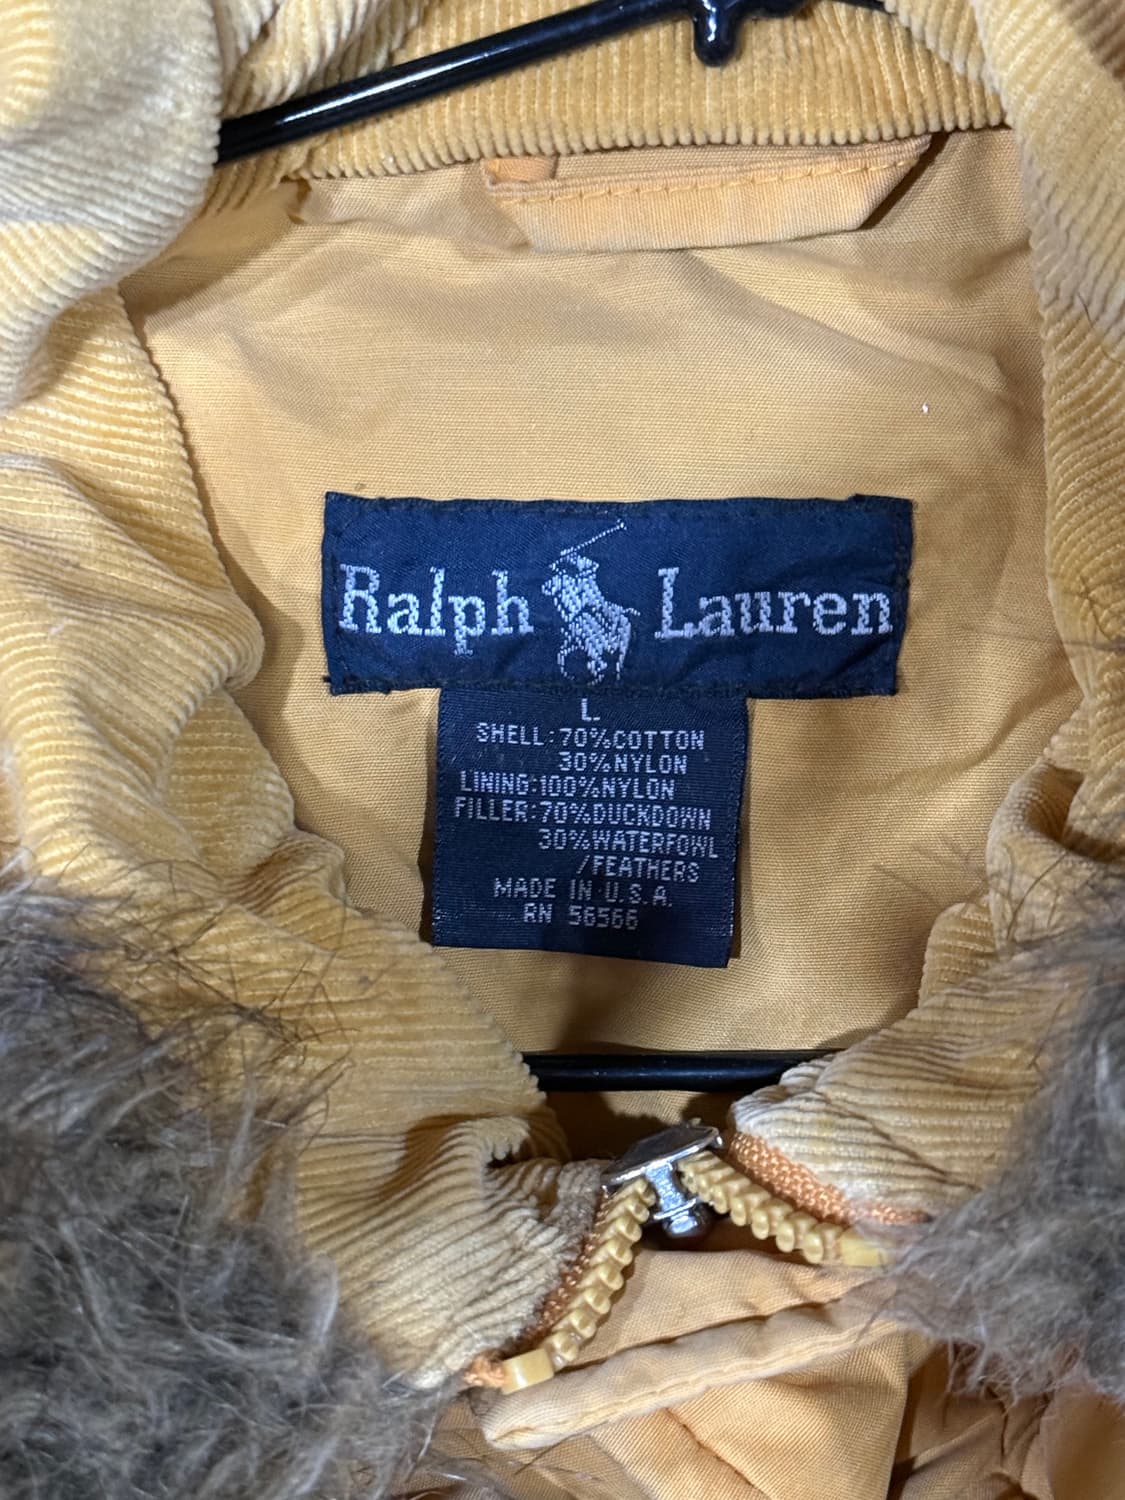 Ralph Lauren
L
SHELL:70%COTTON
30%NYLON
LINING:100%NYLON
FILLER:70%DUCKDOWN
30%WATERFOWL
/FEATHERS
MADE IN U.S.A.
RN 56566